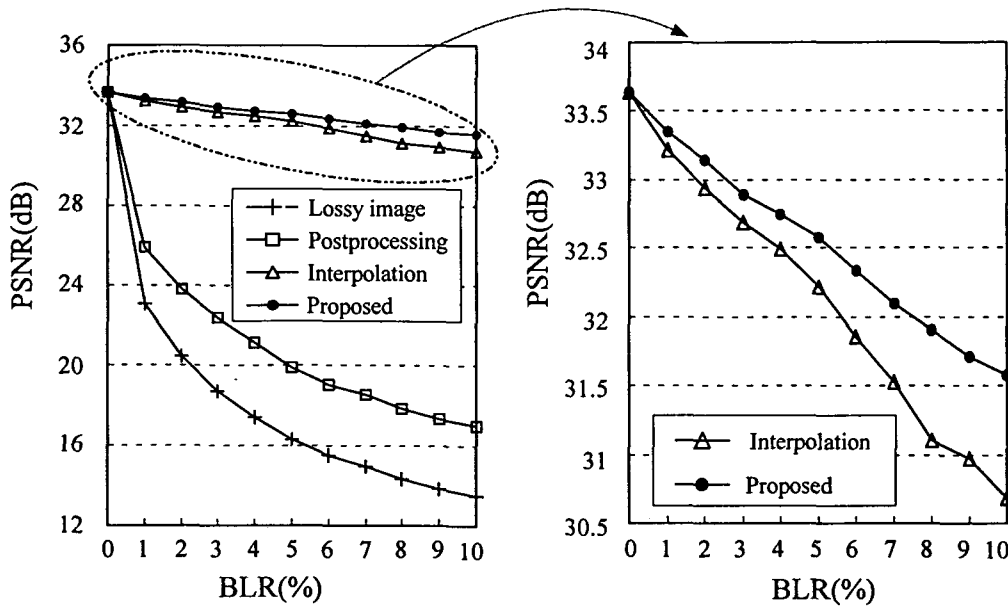 36
32
28
24
20
16
12
PSNR(dB)
Lossy image
Postprocessing
Interpolation
Proposed
0 1 2 3 4 5 6 7 8 9 10
BLR(%)
34
33.5
33
32.5
32
31.5
31
30.5
PSNR(dB)
Interpolation
Proposed
0 1 2 3 4 5 6 7 8 9 10
BLR(%)